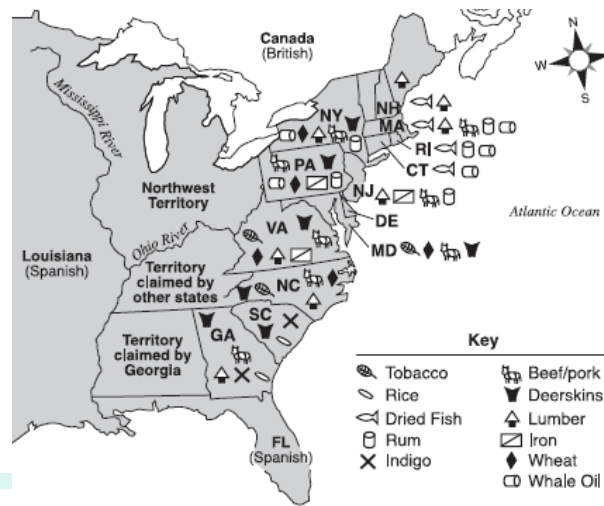 Canada
(British)
N
W
E
S
Mississippi River
NH
NY
MA
RI
CT
PA
NJ
Northwest
Territory
DE
Atlantic Ocean
VA
MD
Ohio River
Louisiana
(Spanish)
Territory
claimed by
other states
NC
SC
GA
Territory
claimed by
Georgia
FL
(Spanish)
Key
Tobacco
Rice
Dried Fish
Rum
Indigo
Beef/pork
Deerskins
Lumber
Iron
Wheat
Whale Oil